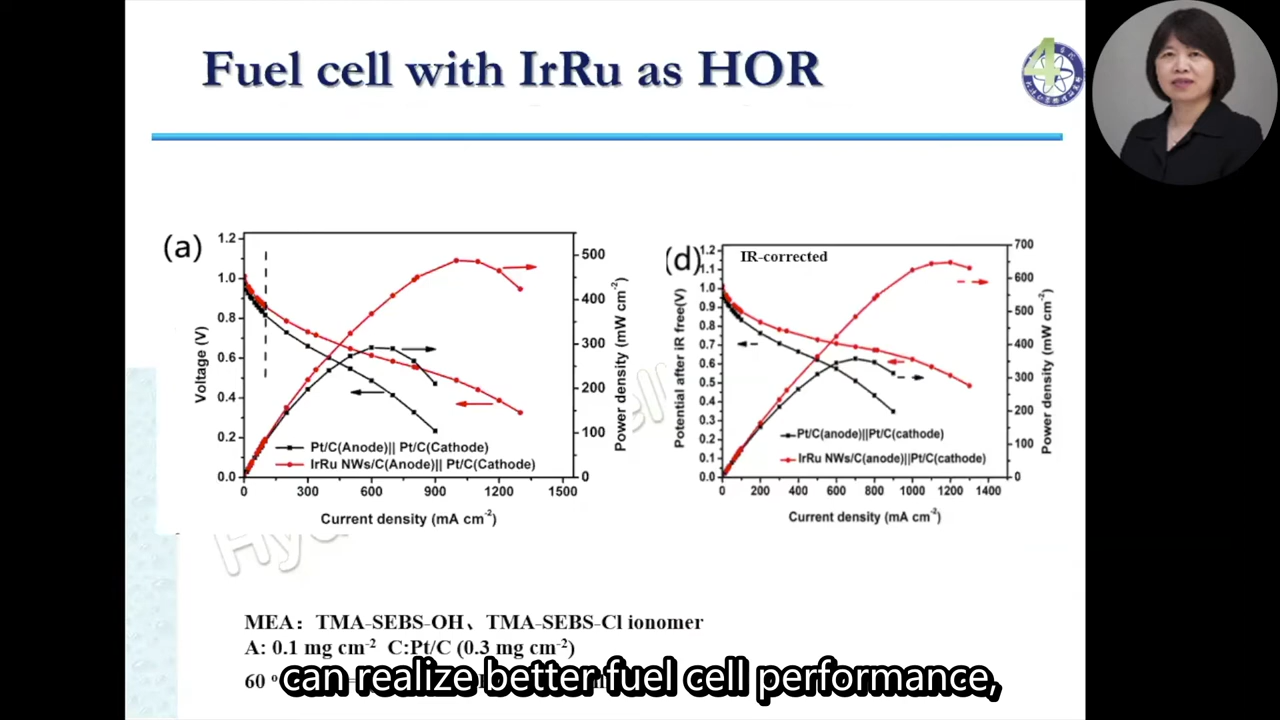 Fuel cell with IrRu as HOR
4
(a)
1.2
1.0
0.8
0.6
0.4
0.2
0.0
Voltage (V)
0 300 600 900 1200 1500
Current density (mA cm-2)
500
400
300
200
100
0
Power density (mW cm-2)
Pt/C(Anode)|| Pt/C(Cathode)
IrRu NWs/C(Anode)|| Pt/C(Cathode)
(d)
IR-corrected
1.2
1.1
1.0
0.9
0.8
0.7
0.6
0.5
0.4
0.3
0.2
0.1
0.0
Potential after iR free(V)
0 200 400 600 800 1000 1200 1400
Current density (mA cm-2)
700
600
500
400
300
200
100
0
Power density (mW cm-2)
Pt/C(anode)||Pt/C(cathode)
IrRu NWs/C(anode)||Pt/C(cathode)
MEA：TMA-SEBS-OH、TMA-SEBS-Cl ionomer
A: 0.1 mg cm-2 C:Pt/C (0.3 mg cm-2)
60
can realize better fuel cell performance,